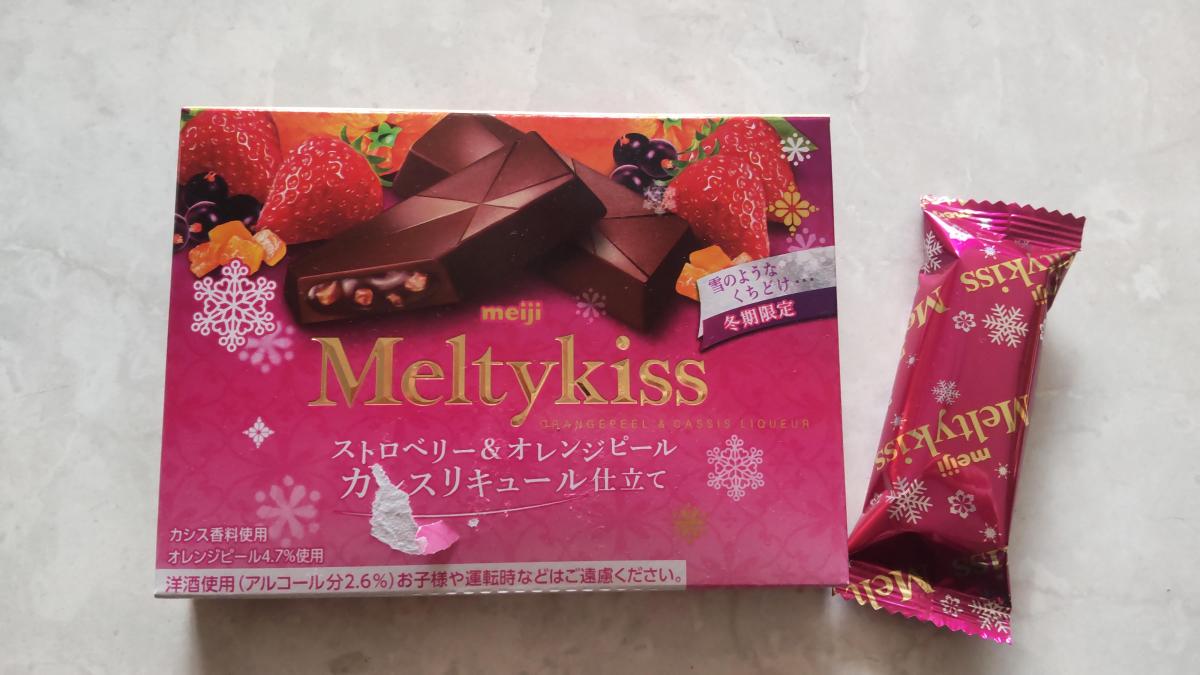 雪のような
くちどけ…
冬期限定
meiji
Meltykiss
ORANGEPEEL & CASSIS LIQUEUR
ストロベリー&オレンジピール
カ スリキュール仕立て
カシス香料使用
オレンジピール4.7%使用
洋酒使用(アルコール分2.6%)お子様や運転時などはご遠慮ください。
Meltykiss
meiji
Meltykiss
meiji